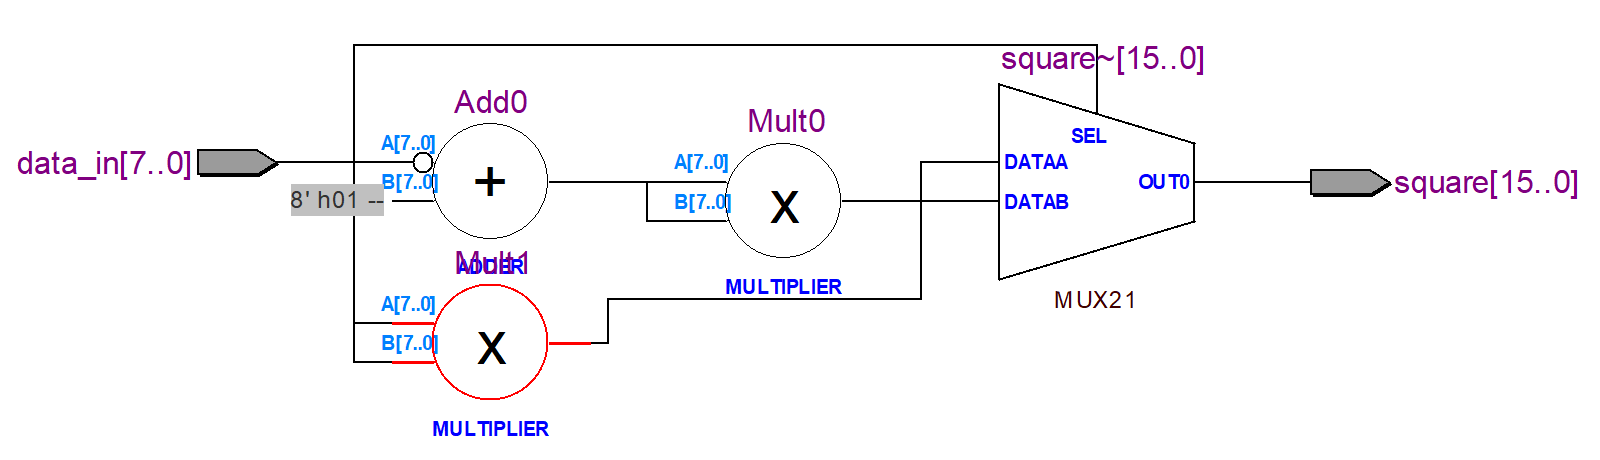 square~[15..0]
Add0
Mult0
A[7..0]
SEL
data_in[7..0]
A[7..0]
DATAA
B[7..0]
+
OUT0
square[15..0]
8' h01 --
B[7..0]
x
DATAB
Mult1
ADDER
MULTIPLIER
MUX21
A[7..0]
B[7..0]
x
MULTIPLIER